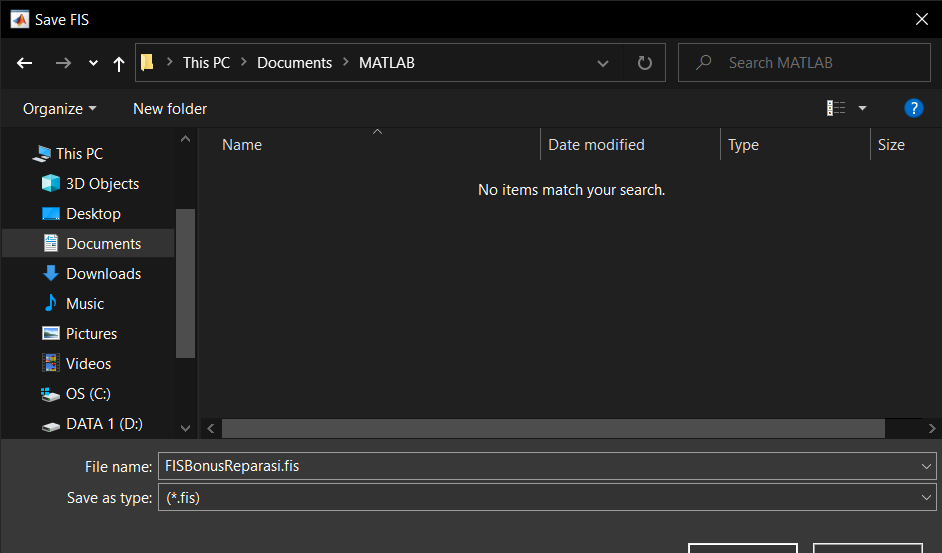 Save FIS
This PC > Documents > MATLAB
Search MATLAB
Organize
New folder
?
Name
Date modified
Type
Size
No items match your search.
This PC
3D Objects
Desktop
Documents
Downloads
Music
Pictures
Videos
OS (C:)
DATA 1 (D:)
File name: FISBonusReparasi.fis
Save as type: (*.fis)